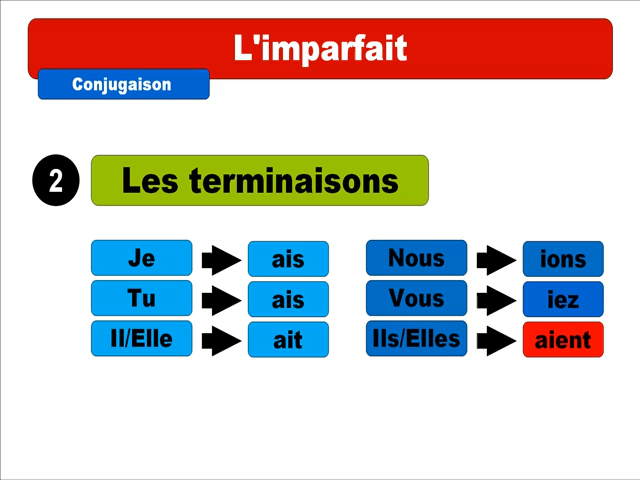 L'imparfait
Conjugaison
2 Les terminaisons
Je ais Nous ions
Tu ais Vous iez
Il/Elle ait Ils/Elles aient